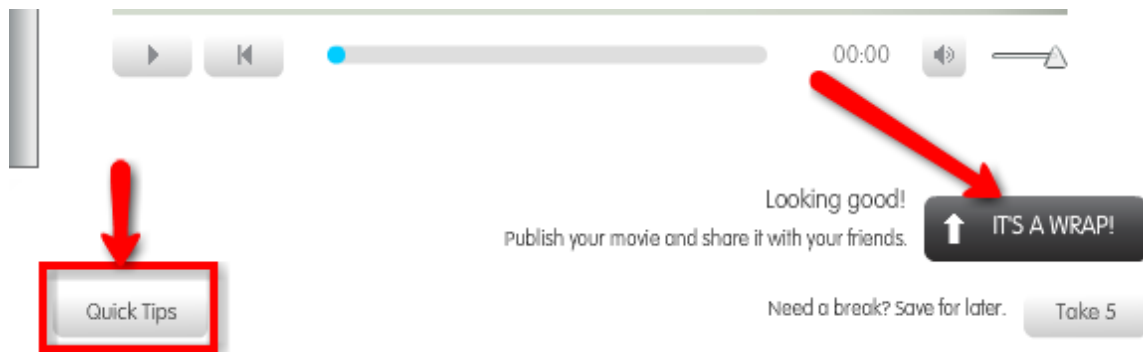 00:00
Looking good!
Publish your movie and share it with your friends.
IT'S A WRAP!
Quick Tips
Need a break? Save for later.
Take 5